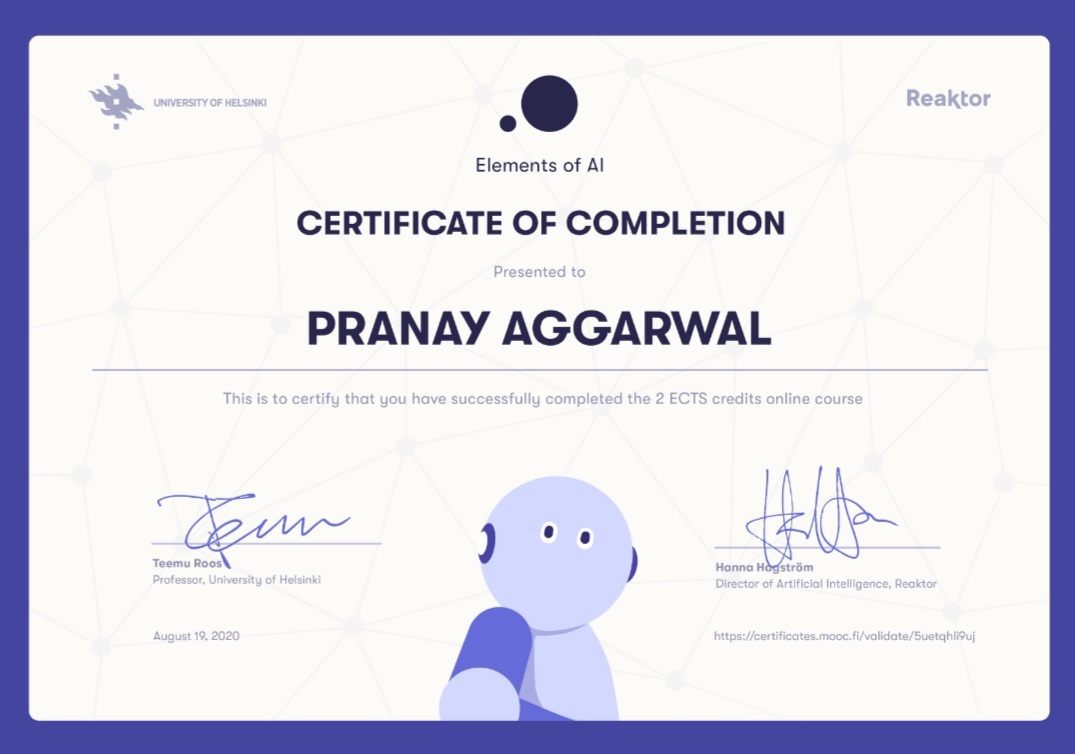 UNIVERSITY OF HELSINKI
Reaktor
Elements of AI
CERTIFICATE OF COMPLETION
Presented to
PRANAY AGGARWAL
This is to certify that you have successfully completed the 2 ECTS credits online course
Teemu
Teemu Roos
Professor, University of Helsinki
Hanna Hagström
Director of Artificial Intelligence, Reaktor
August 19, 2020
https://certificates.mooc.fi/validate/5uetqhli9uj